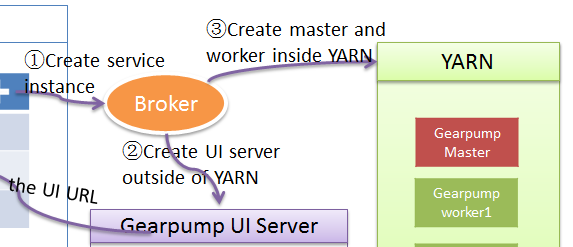 ③Create master and
worker inside YARN
①Create service
instance
YARN
Broker
Gearpump
Master
②Create UI server
outside of YARN
Gearpump
worker1
the UI URL
Gearpump UI Server